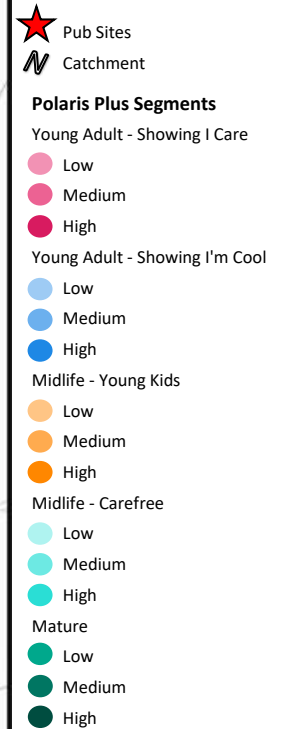 Pub Sites
Catchment
Polaris Plus Segments
Young Adult - Showing I Care
Low
Medium
High
Young Adult - Showing I'm Cool
Low
Medium
High
Midlife - Young Kids
Low
Medium
High
Midlife - Carefree
Low
Medium
High
Mature
Low
Medium
High